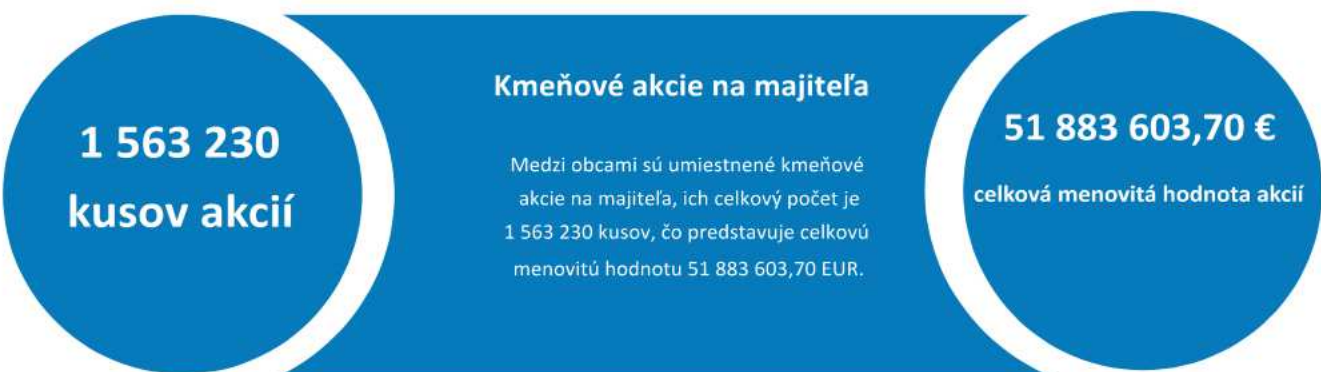 1 563 230
kusov akcií
Kmeňové akcie na majiteľa
Medzi obcami sú umiestnené kmeňové
akcie na majiteľa, ich celkový počet je
1 563 230 kusov, čo predstavuje celkovú
menovitú hodnotu 51 883 603,70 EUR.
51 883 603,70 €
celková menovitá hodnota akcií